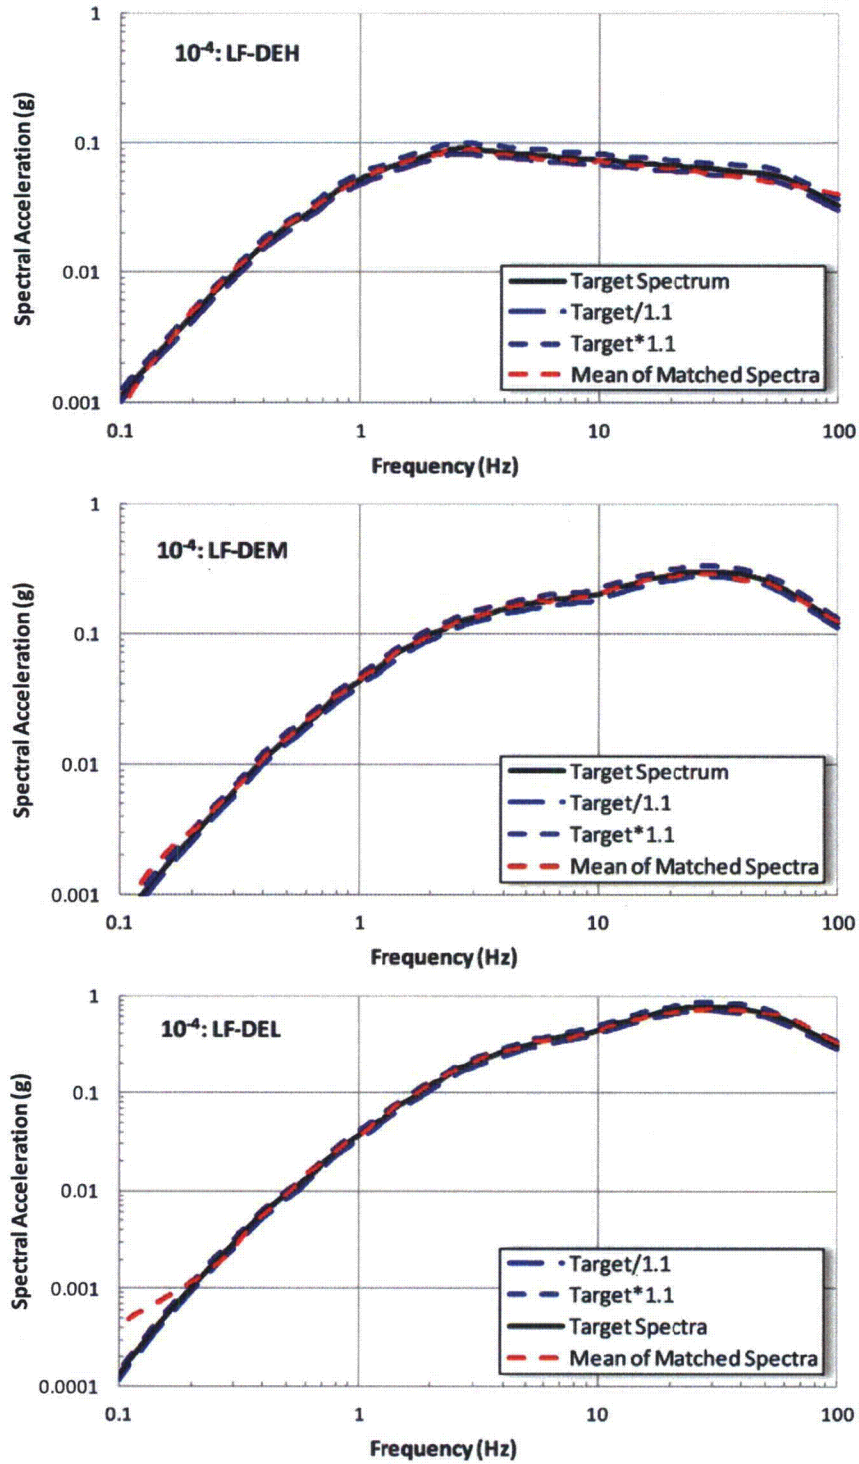 1
10-4: LF-DEH
0.1
Spectral Acceleration (g)
0.01
Target Spectrum
Target/1.1
Target*1.1
Mean of Matched Spectra
0.001
0.1 1 10 100
Frequency (Hz)
1
10-4: LF-DEM
0.1
Spectral Acceleration (g)
0.01
Target Spectrum
Target/1.1
Target*1.1
Mean of Matched Spectra
0.001
0.1 1 10 100
Frequency (Hz)
1
10-4: LF-DEL
0.1
Spectral Acceleration (g)
0.01
0.001
Target/1.1
Target*1.1
Target Spectra
Mean of Matched Spectra
0.0001
0.1 1 10 100
Frequency (Hz)